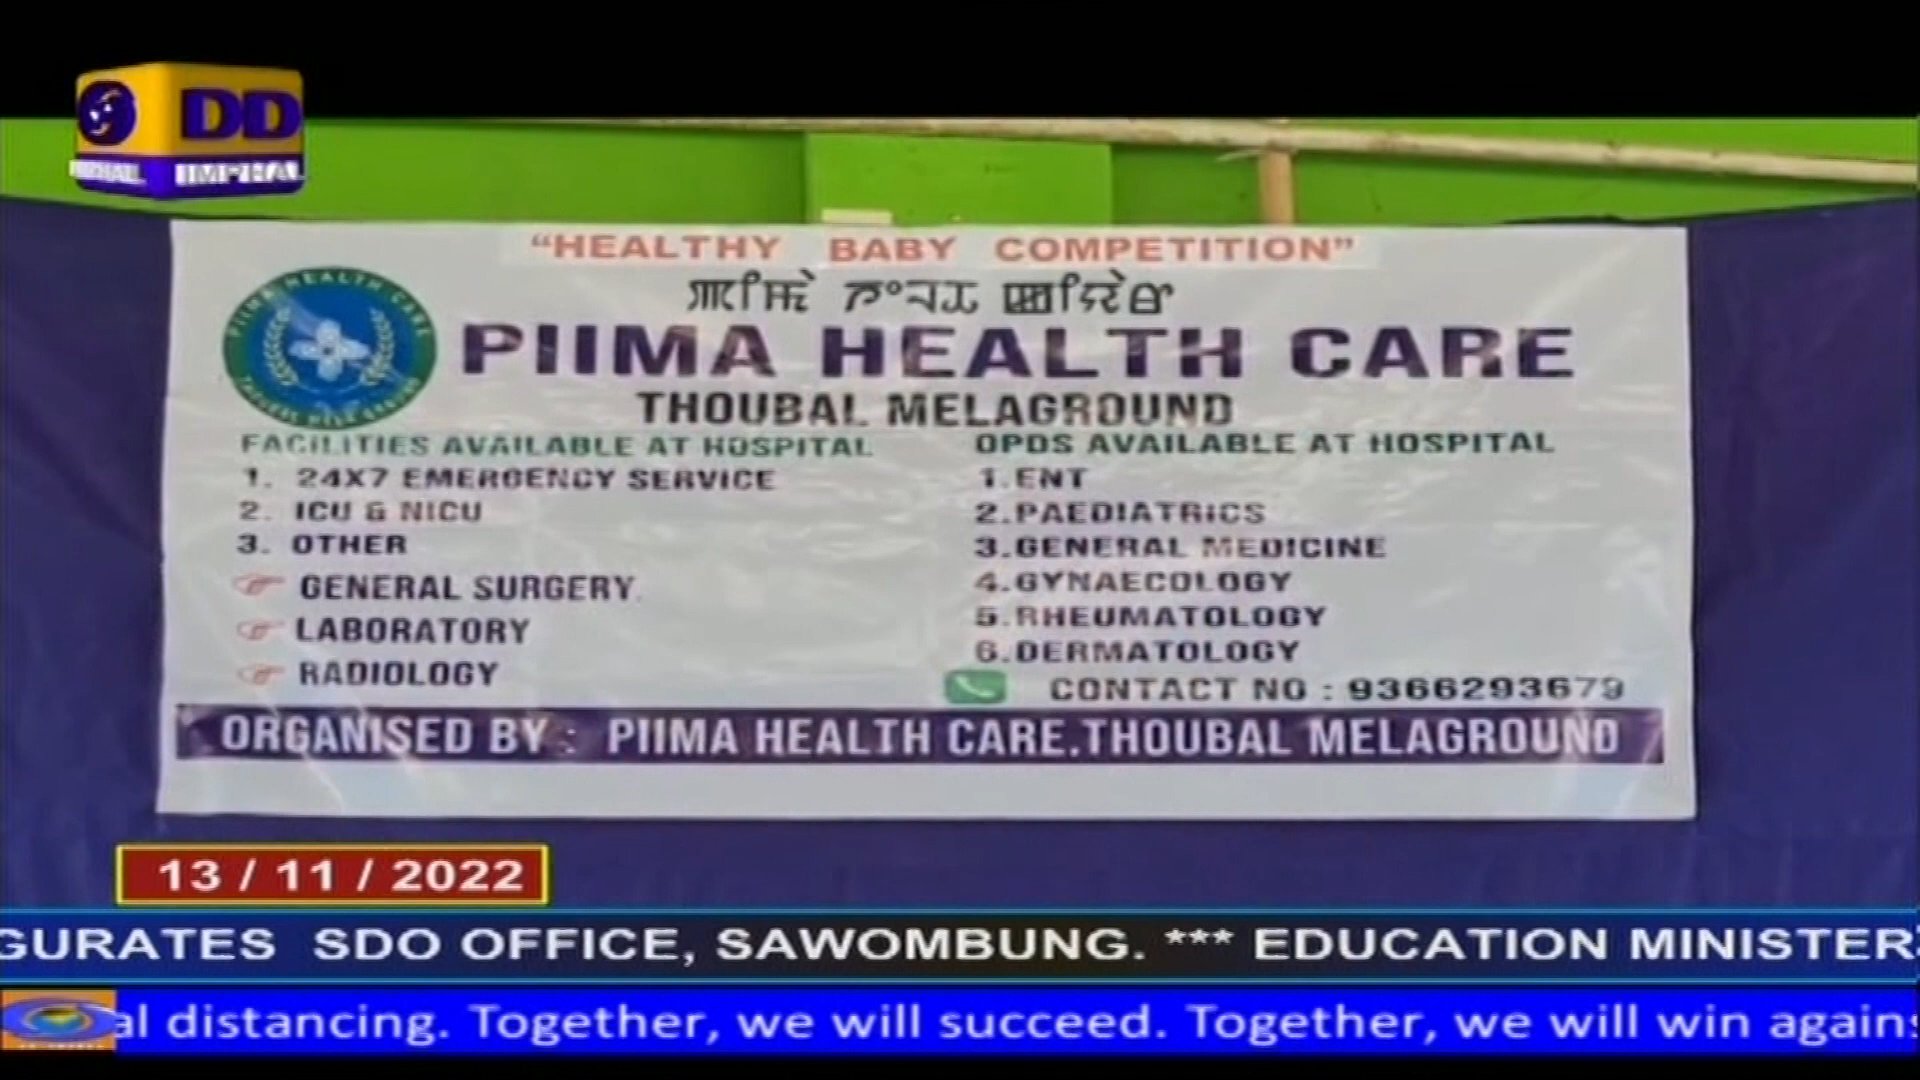 DD
IMPHAL
"HEALTHY BABY COMPETITION"
PIIMA HEALTH CARE
THOUBAL MELAGROUND
PIIMA HEALTH CARE
FACILITIES AVAILABLE AT HOSPITAL
1. 24X7 EMERGENCY SERVICE
2. ICU & NICU
3. OTHER
GENERAL SURGERY
LABORATORY
RADIOLOGY
OPDS AVAILABLE AT HOSPITAL
1.ENT
2.PAEDIATRICS
3.GENERAL MEDICINE
4.GYNAECOLOGY
5.RHEUMATOLOGY
6.DERMATOLOGY
CONTACT NO : 9366293679
ORGANISED BY : PIIMA HEALTH CARE.THOUBAL MELAGROUND
13 / 11 / 2022
GURATES SDO OFFICE, SAWOMBUNG. *** EDUCATION MINISTER
al distancing. Together, we will succeed. Together, we will win agains